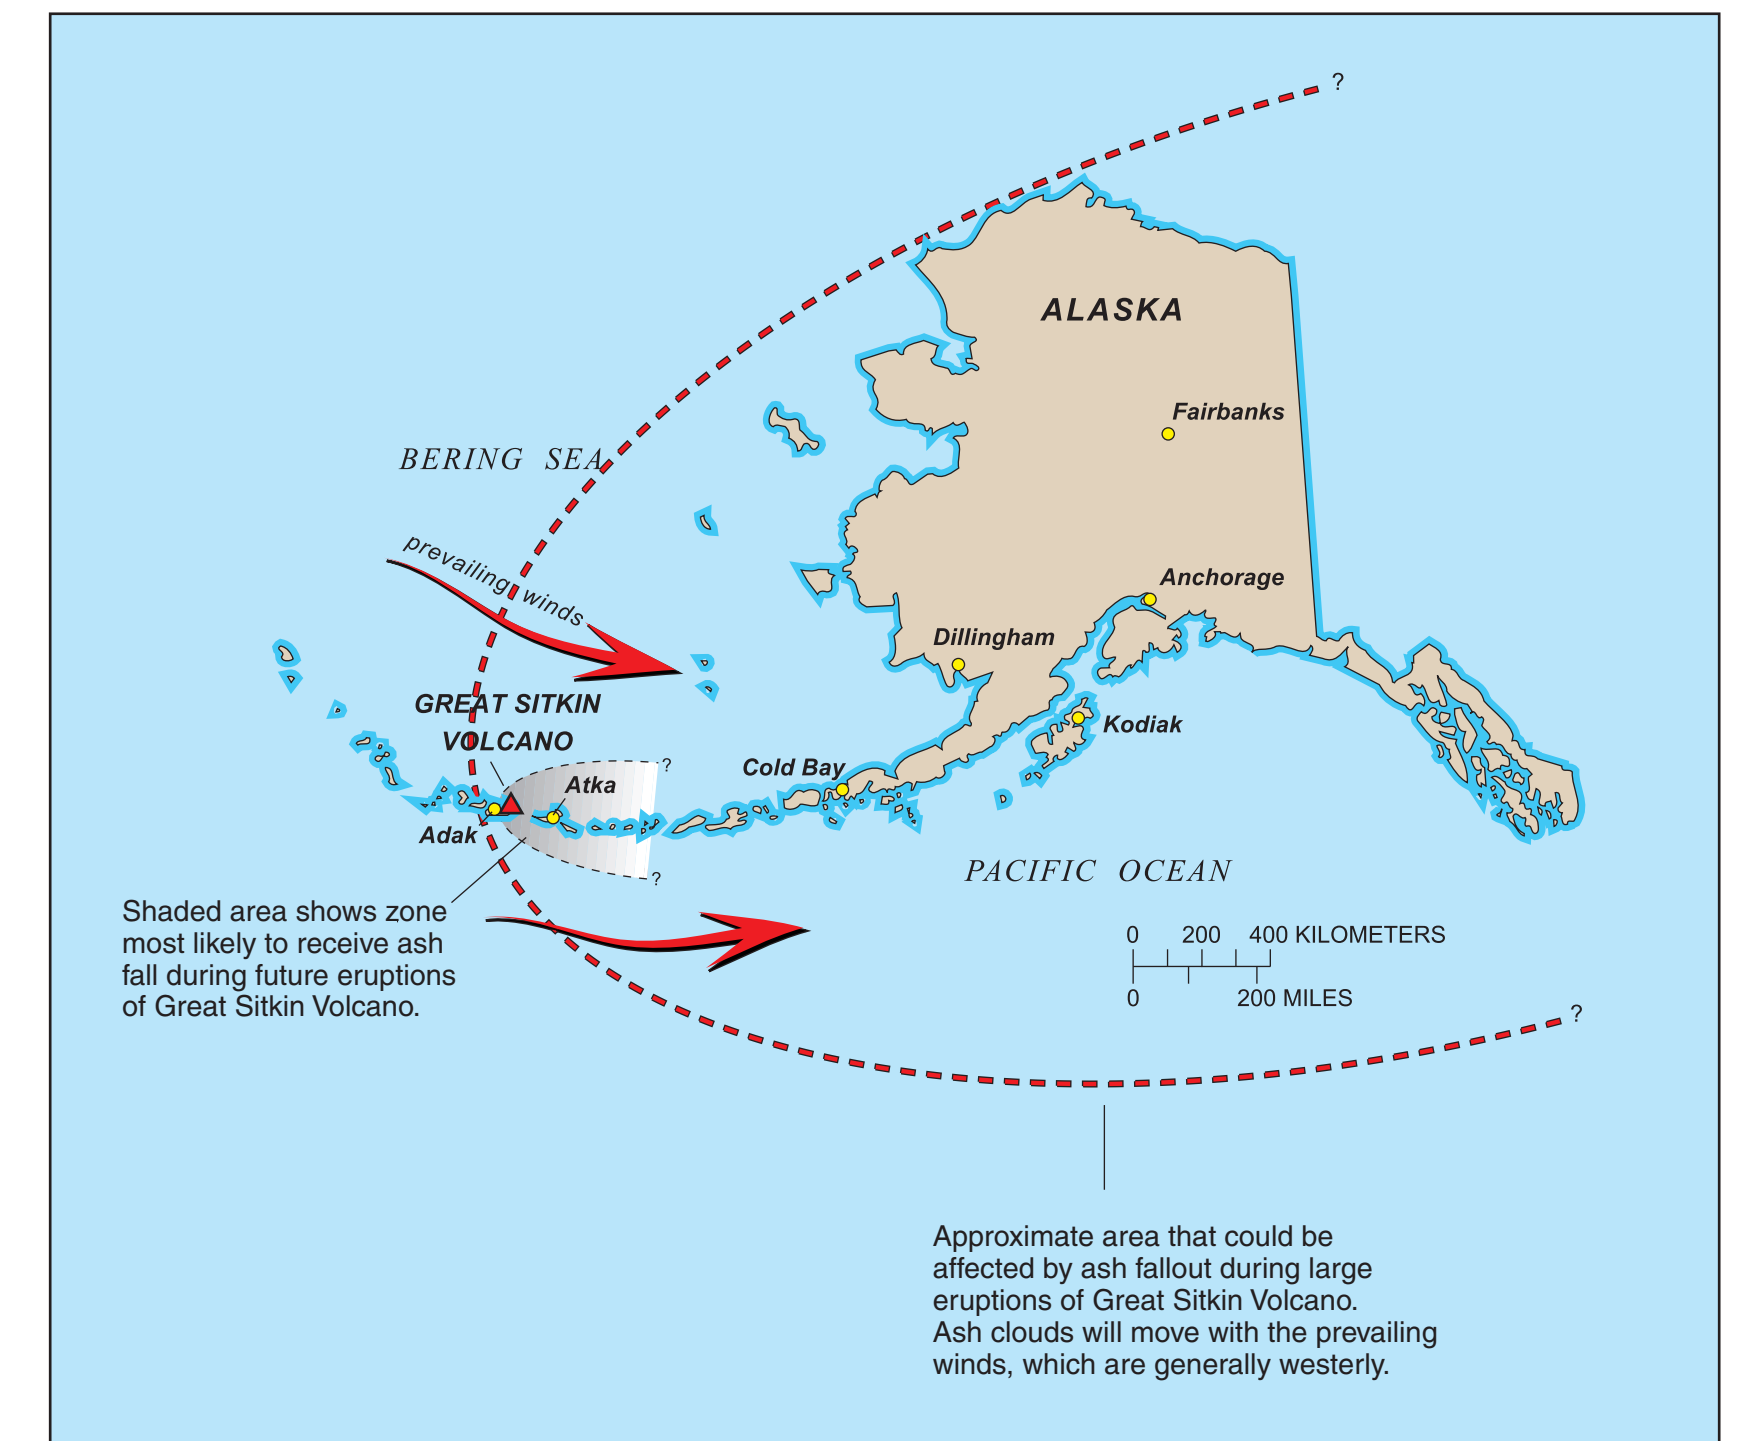 ?
ALASKA
Fairbanks
BERING SEA
prevailing winds
Anchorage
Dillingham
GREAT SITKIN
VOLCANO
Kodiak
?
Cold Bay
Atka
Adak
PACIFIC OCEAN
?
Shaded area shows zone
most likely to receive ash
fall during future eruptions
of Great Sitkin Volcano.
0 200 400 KILOMETERS
0 200 MILES
?
Approximate area that could be
affected by ash fallout during large
eruptions of Great Sitkin Volcano.
Ash clouds will move with the prevailing
winds, which are generally westerly.